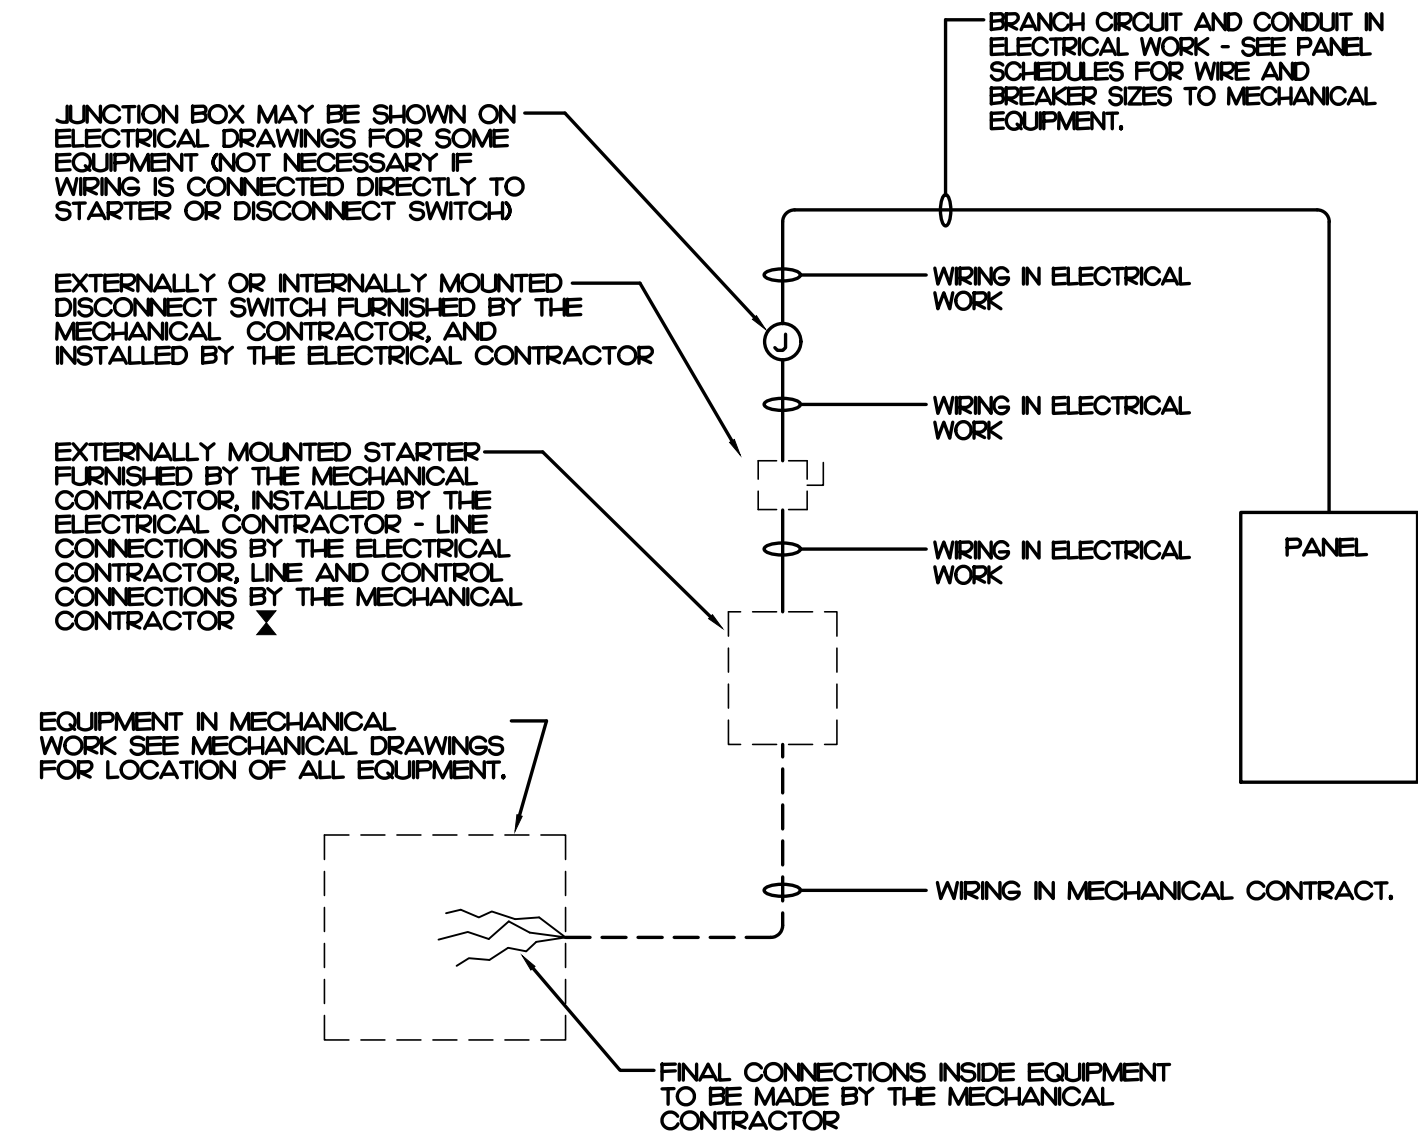 BRANCH CIRCUIT AND CONDUIT IN
ELECTRICAL WORK - SEE PANEL
SCHEDULES FOR WIRE AND
BREAKER SIZES TO MECHANICAL
EQUIPMENT.
JUNCTION BOX MAY BE SHOWN ON
ELECTRICAL DRAWINGS FOR SOME
EQUIPMENT (NOT NECESSARY IF
WIRING IS CONNECTED DIRECTLY TO
STARTER OR DISCONNECT SWITCH)
EXTERNALLY OR INTERNALLY MOUNTED
DISCONNECT SWITCH FURNISHED BY THE
MECHANICAL CONTRACTOR, AND
INSTALLED BY THE ELECTRICAL CONTRACTOR
WIRING IN ELECTRICAL
WORK
J
WIRING IN ELECTRICAL
WORK
EXTERNALLY MOUNTED STARTER
FURNISHED BY THE MECHANICAL
CONTRACTOR, INSTALLED BY THE
ELECTRICAL CONTRACTOR - LINE
CONNECTIONS BY THE ELECTRICAL
CONTRACTOR, LINE AND CONTROL
CONNECTIONS BY THE MECHANICAL
CONTRACTOR
WIRING IN ELECTRICAL
WORK
PANEL
EQUIPMENT IN MECHANICAL
WORK SEE MECHANICAL DRAWINGS
FOR LOCATION OF ALL EQUIPMENT.
WIRING IN MECHANICAL CONTRACT.
FINAL CONNECTIONS INSIDE EQUIPMENT
TO BE MADE BY THE MECHANICAL
CONTRACTOR